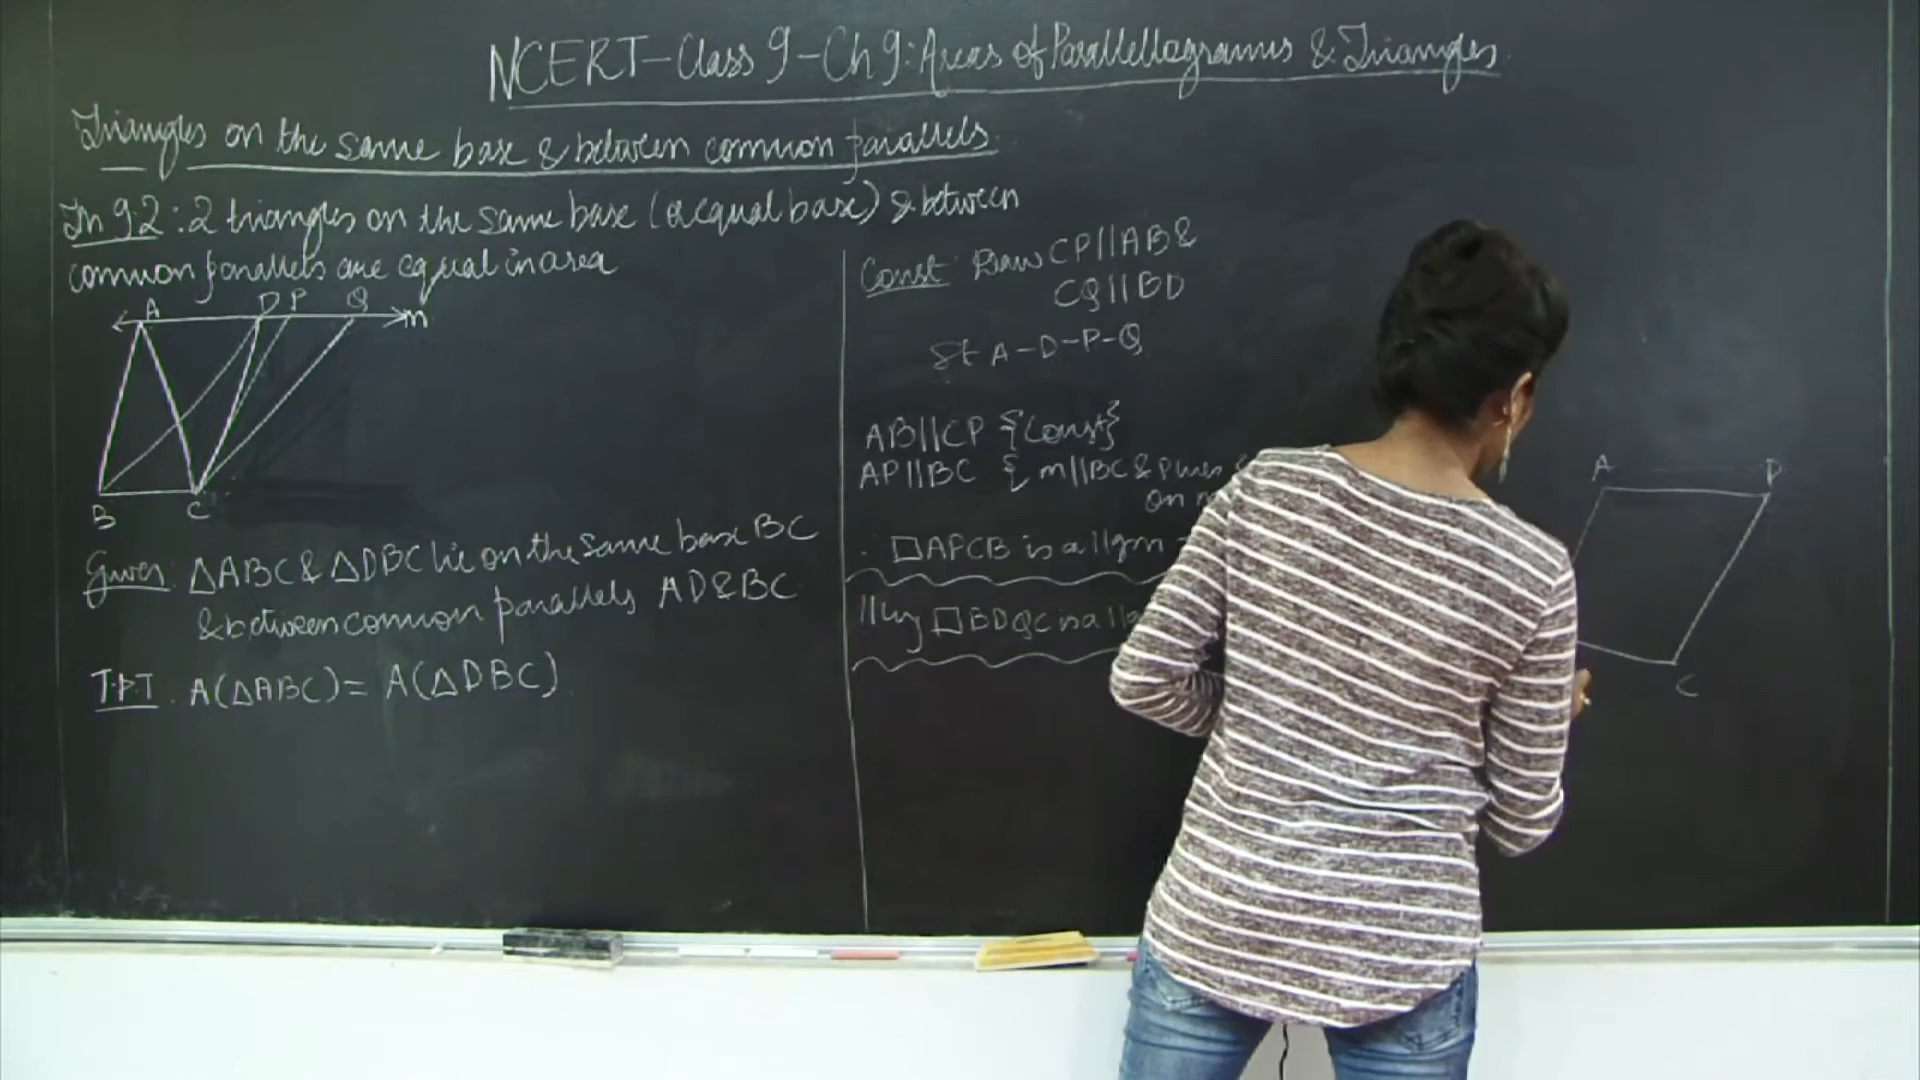 NCERT-Class 9-Ch 9: Areas of Parallellagrams & Triangles
Triangles on the same base & between common parallels.
Th 9.2 : 2 triangles on the same base (or equal base) & between
common parallels are equal in area
A D P Q m
B C
Given: △ABC & △DBC lie on the same base BC
& between common parallels AD & BC
T.P.T. A(△ABC) = A(△DBC)
Const: Draw CP||AB &
CQ||BD
St A-D-P-Q
AB||CP {Const}
AP||BC { m||BC & P lies
on
□APCB is a ||gm
||ly □BDQC is a
A P
C